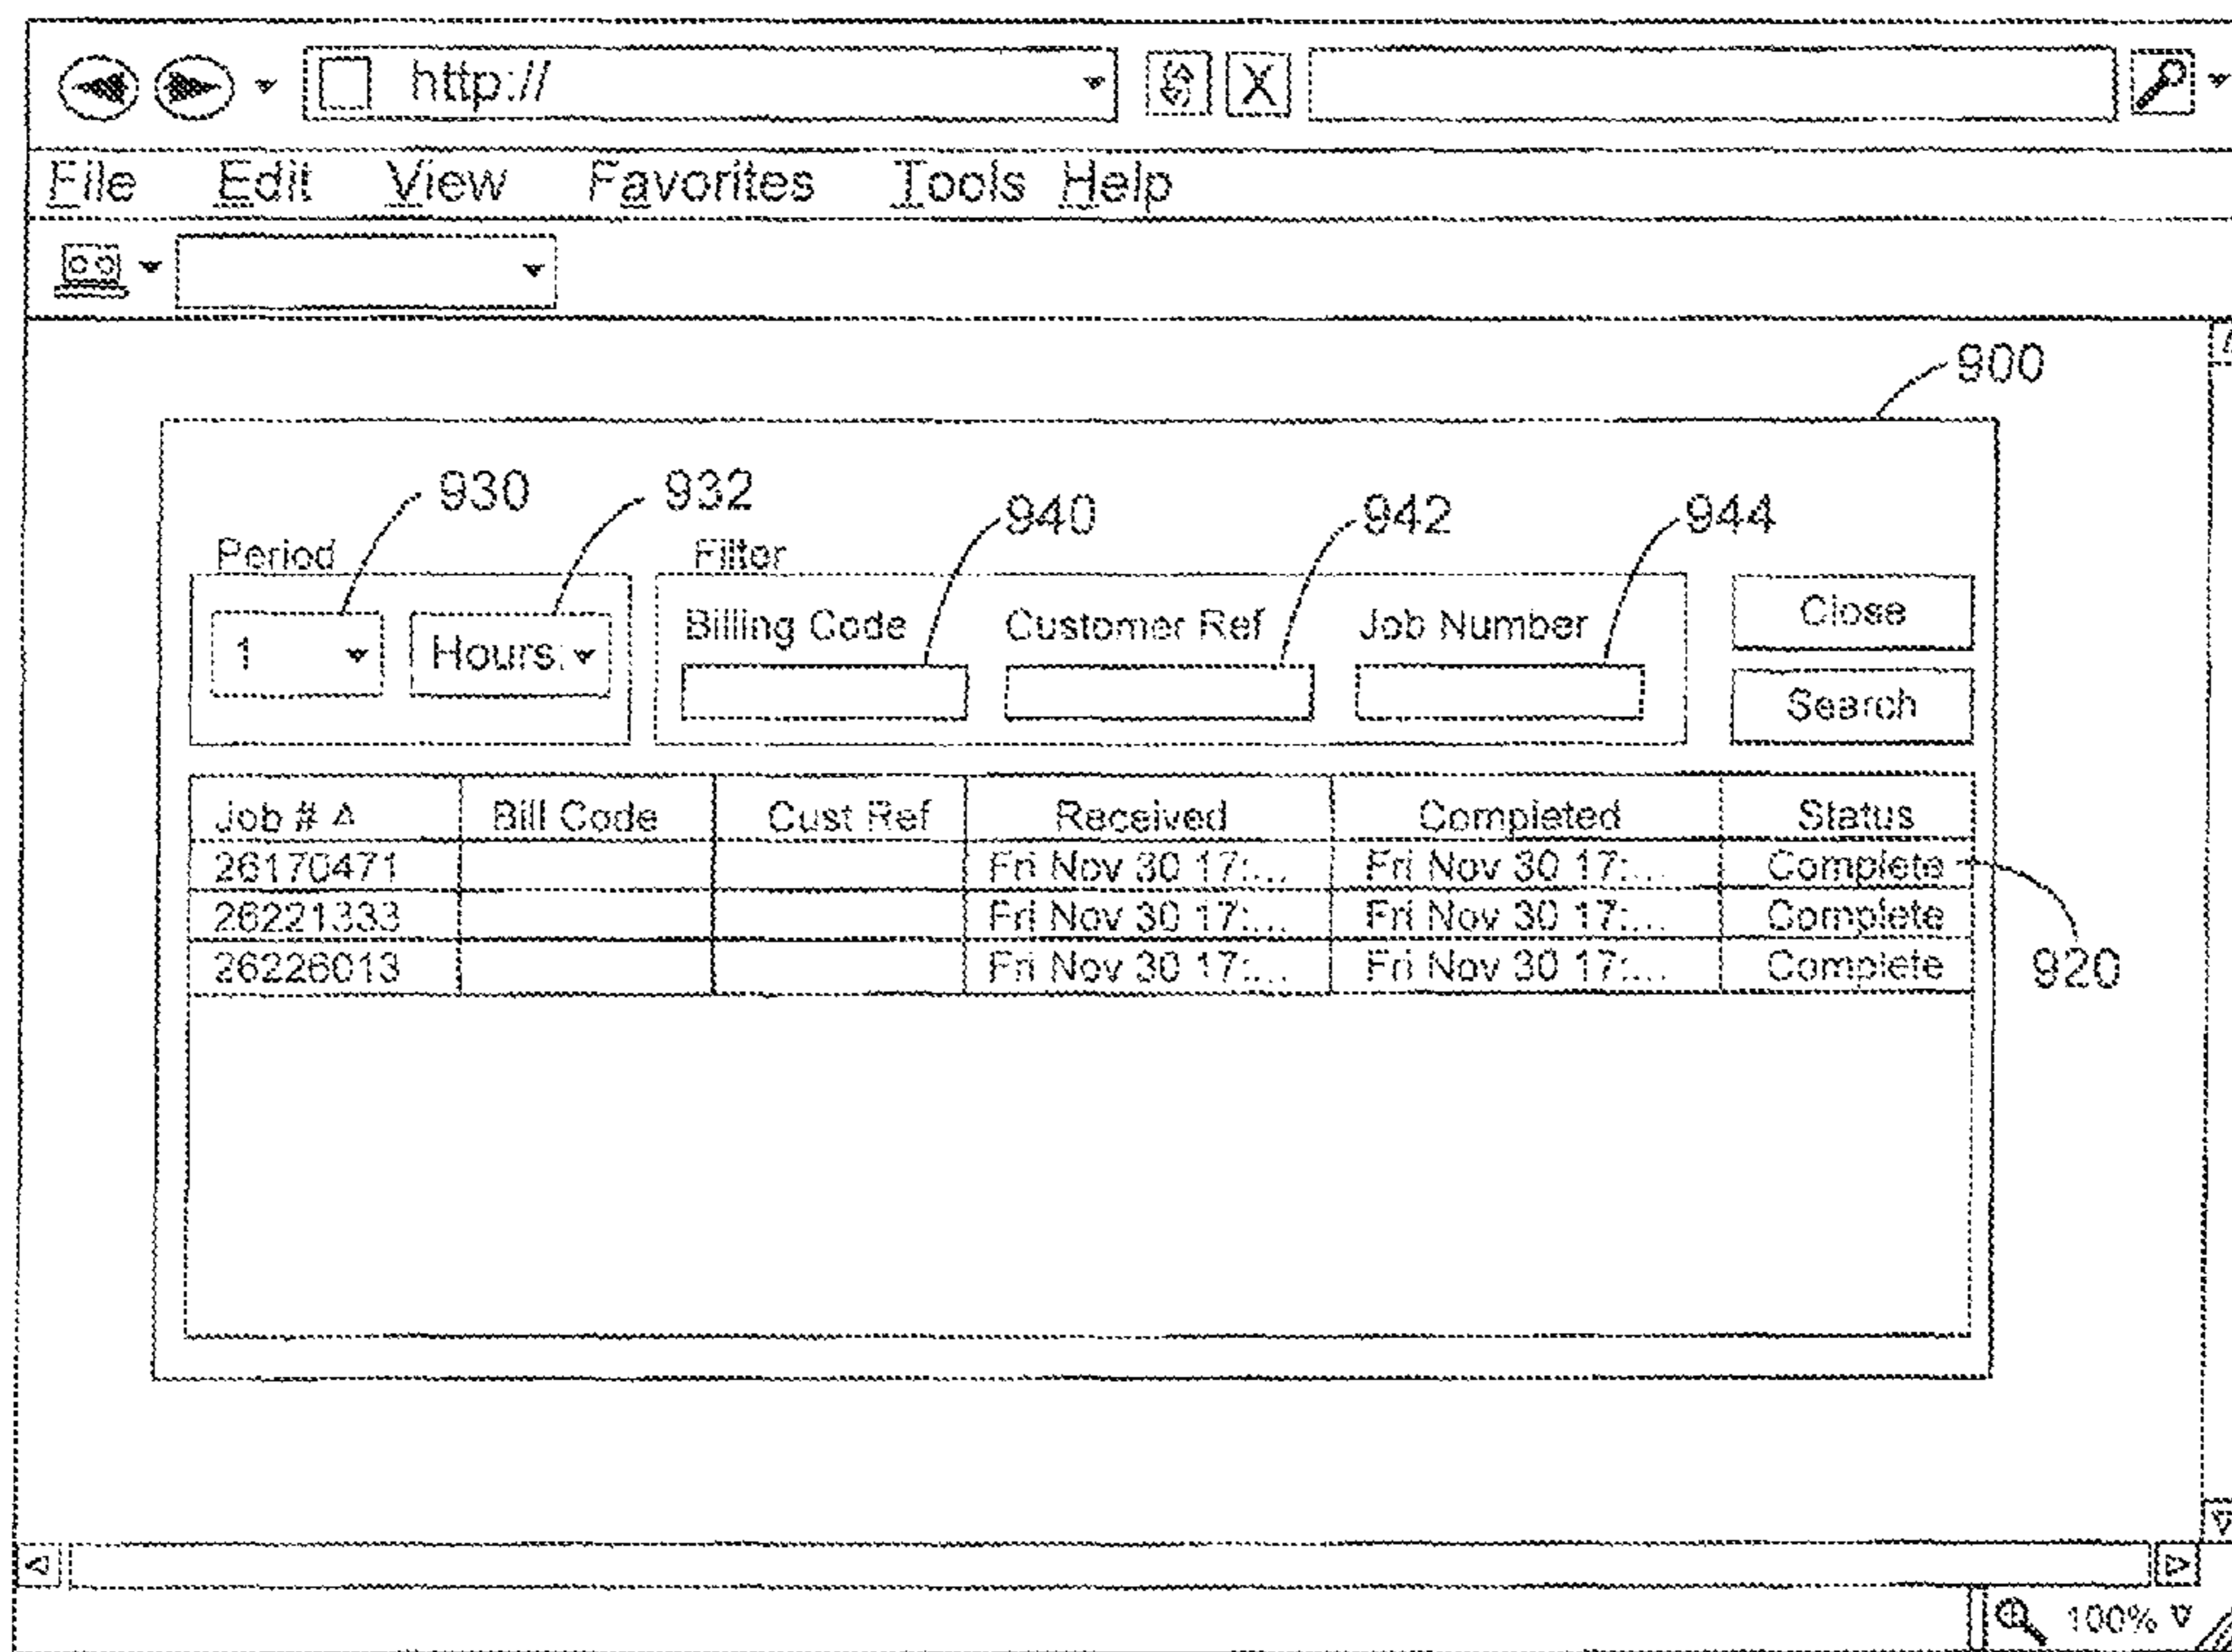 http:// X
File Edit View Favorites Tools Help
900
930 932 940 942 944
Period Filter
Billing Code Customer Ref Job Number Close
1 Hours
Search
Job # Δ Bill Code Cust Ref Received Completed Status
26170471 Fri Nov 30 17:... Fri Nov 30 17:... Complete
26221333 Fri Nov 30 17:... Fri Nov 30 17:... Complete
26226013 Fri Nov 30 17:... Fri Nov 30 17:... Complete
920
100%